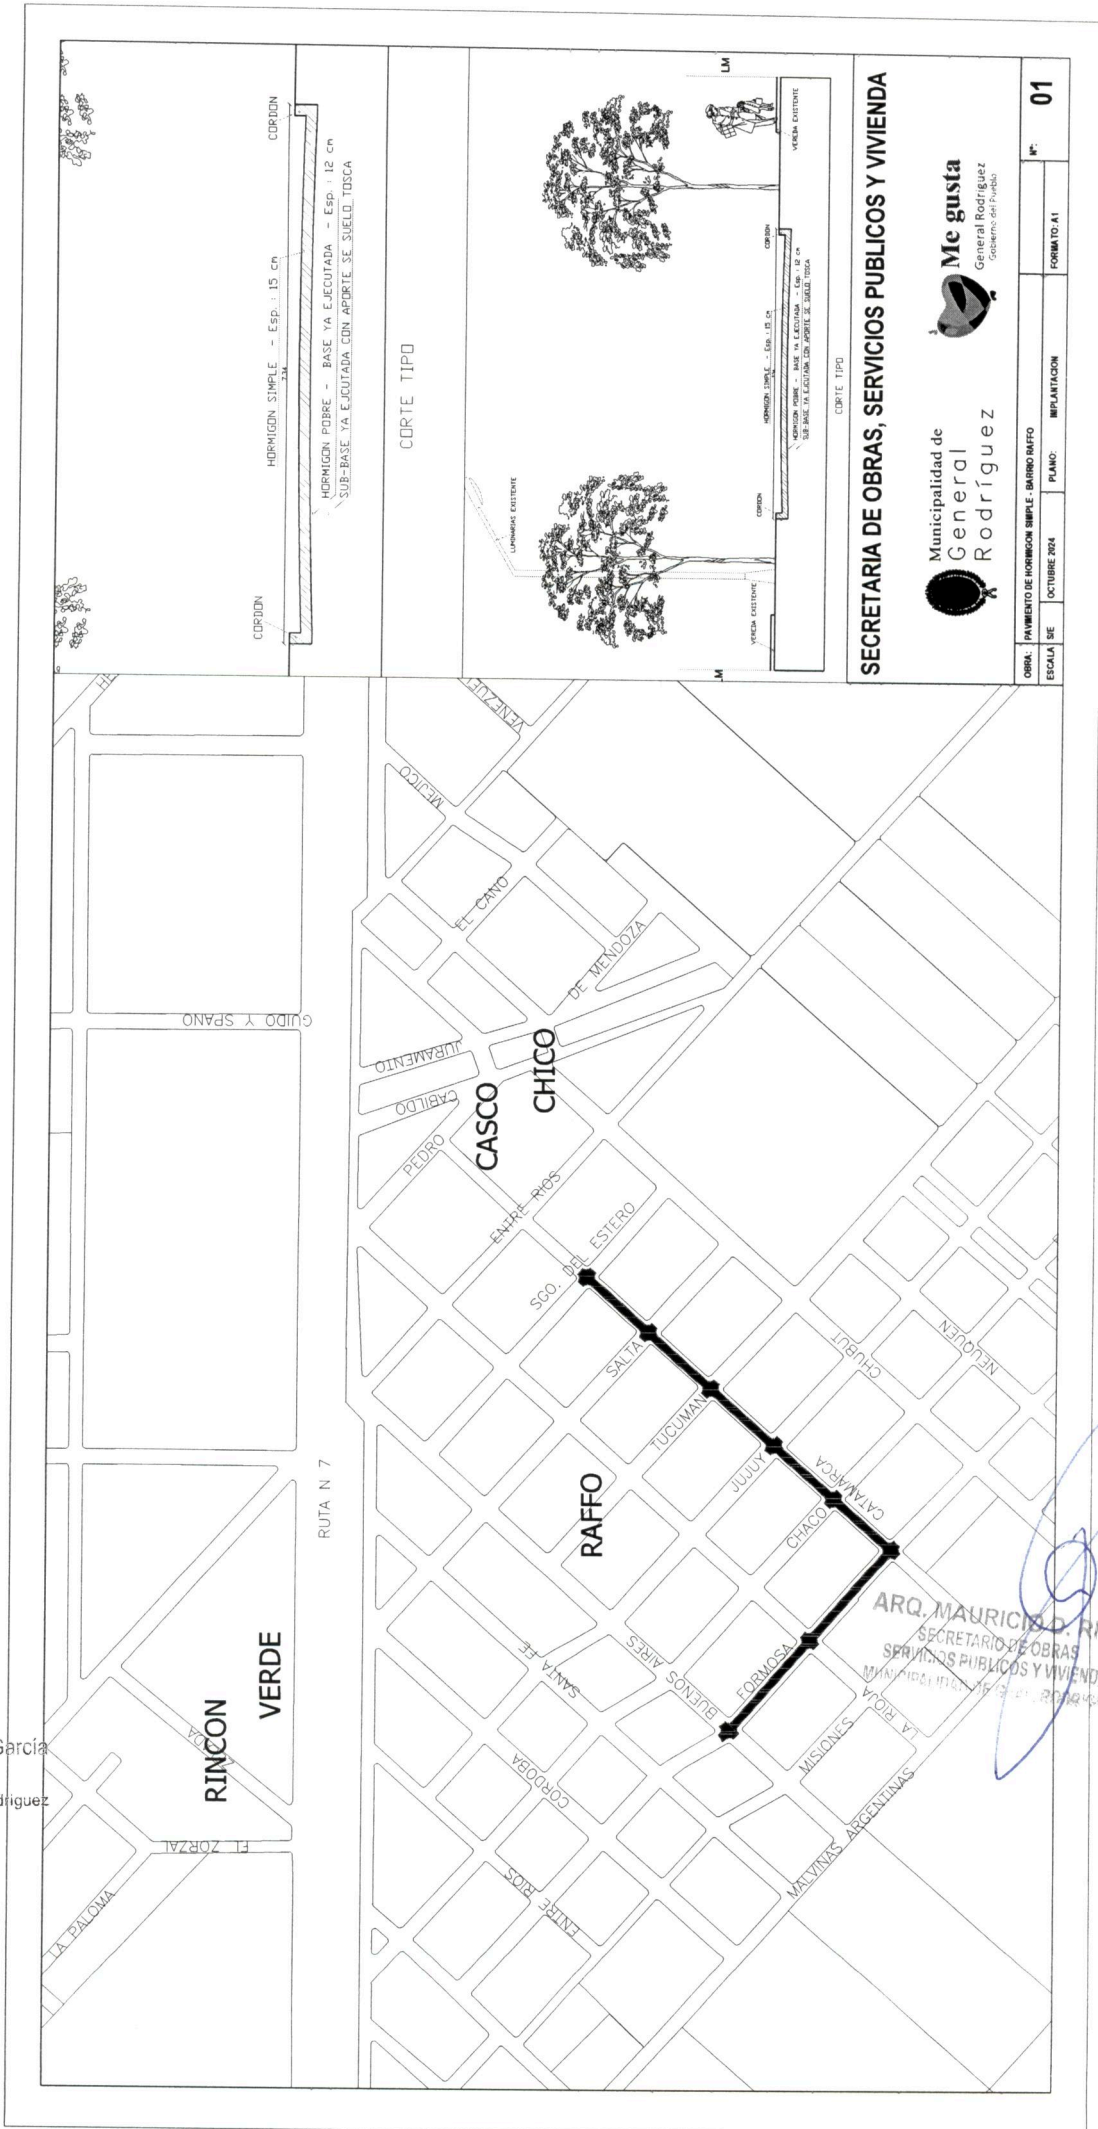 RINCON
VERDE
LA PALOMA
EL ZORZAL
RUTA N 7
GUIDO Y SPANO
MEJICO
EL CANO
DE MENDOZA
JURAMENTO
CABILDO
PEDRO
CASCO
CHICO
ENTRE RIOS
SGO. DEL ESTERO
SALTA
TUCUMAN
JUJUY
CHACO
CATAMARCA
CHUBUT
NEUQUEN
RAFFO
SANTA FE
BUENOS AIRES
FORMOSA
CORDOBA
ENTRE RIOS
MISIONES
LA RIOJA
MALVINAS ARGENTINAS
CORDON
HORMIGON SIMPLE - Esp. : 15 cm
7.34
CORDON
HORMIGON POBRE - BASE YA EJECUTADA - Esp. : 12 cm
SUB-BASE YA EJCUTADA CON APORTE SE SUELO TOSCA
CORTE TIPO
LUMINARIAS EXISTENTE
LM
LM
VEREDA EXISTENTE
CORDON
HORMIGON SIMPLE - Esp. : 15 cm
CORDON
VEREDA EXISTENTE
HORMIGON POBRE - BASE YA EJECUTADA - Esp. : 12 cm
SUB-BASE YA EJCUTADA CON APORTE SE SUELO TOSCA
CORTE TIPO
SECRETARIA DE OBRAS, SERVICIOS PUBLICOS Y VIVIENDA
Municipalidad de
General
Rodríguez
Me gusta
General Rodríguez
Gobierno del Pueblo
OBRA: PAVIMENTO DE HORMIGON SIMPLE - BARRIO RAFFO
Nº: 01
ESCALA S/E OCTUBRE 2024 PLANO: IMPLANTACION FORMATO: A1
ARQ. MAURICIO D.
SECRETARIO DE OBRAS
SERVICIOS PUBLICOS Y VIVIEND
García